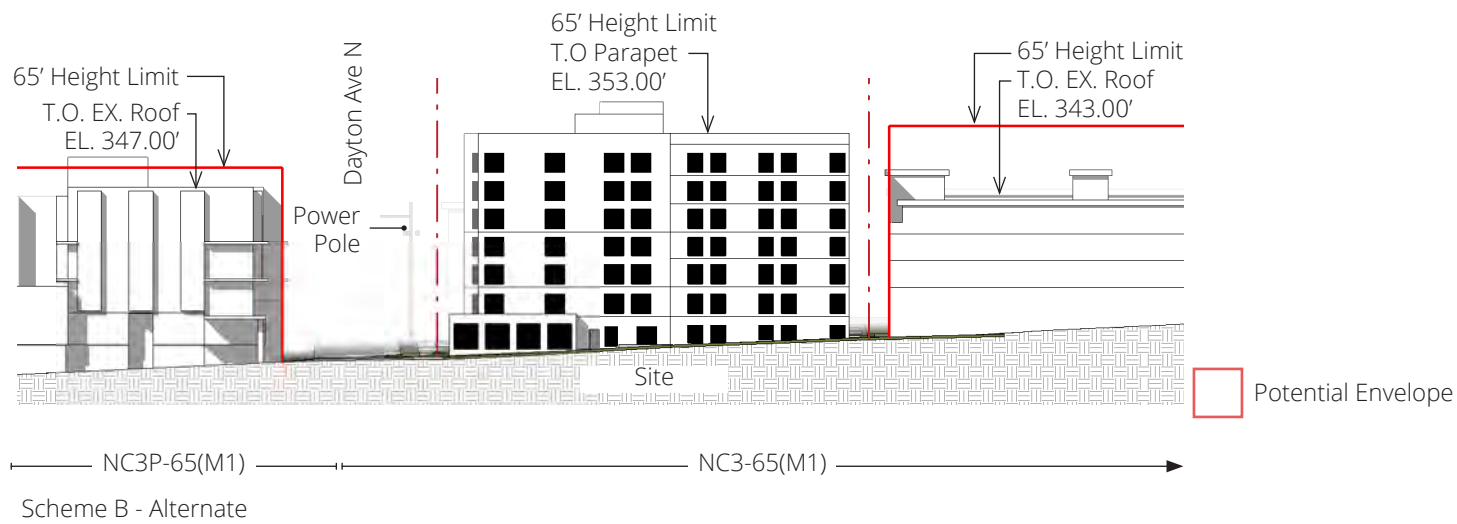 65’ Height Limit
T.O. EX. Roof
EL. 347.00’
Dayton Ave N
Power
Pole
65’ Height Limit
T.O Parapet
EL. 353.00’
65’ Height Limit
T.O. EX. Roof
EL. 343.00’
Site
Potential Envelope
NC3P-65(M1)
NC3-65(M1)
Scheme B - Alternate